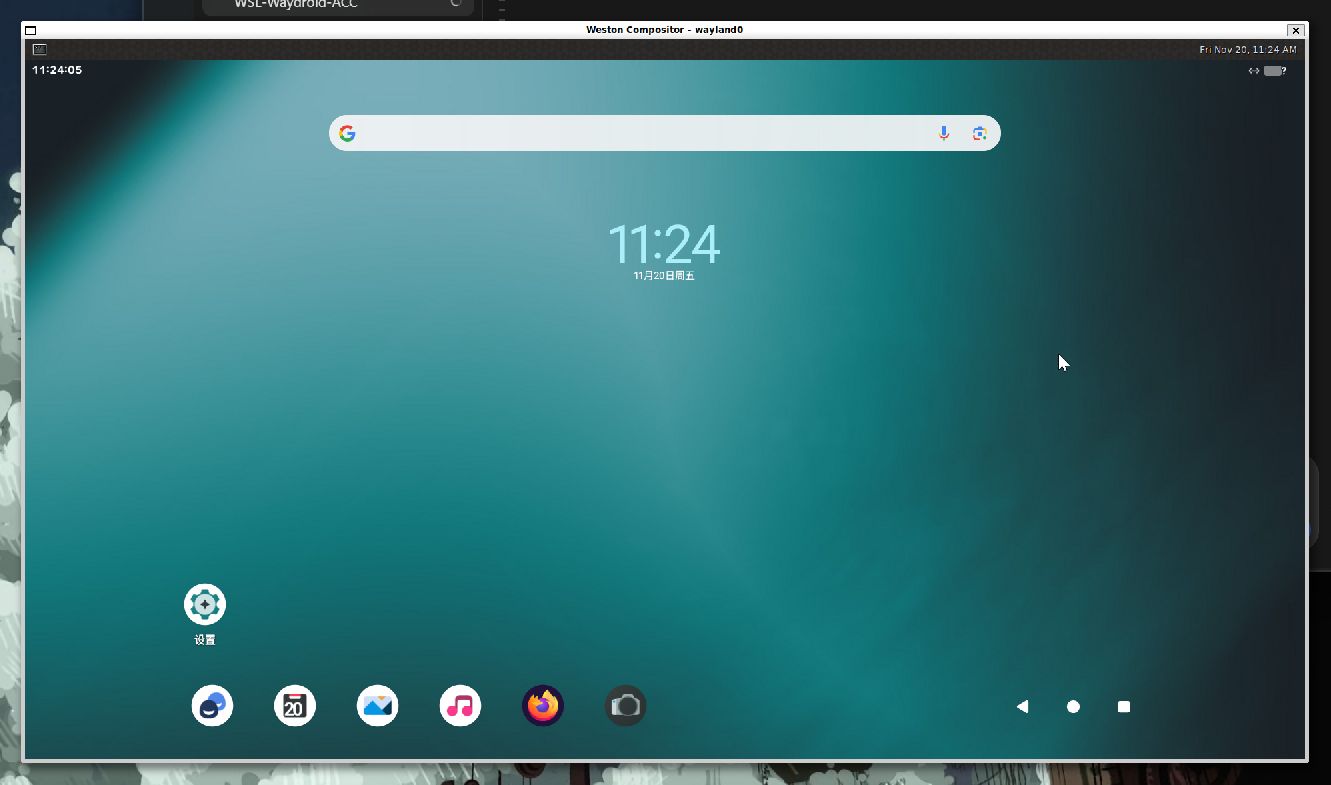 WSL-Waydroid-ACC
Weston Compositor - wayland0
Fri Nov 20, 11:24 AM
11:24:05
?
G
11:24
11月20日周五
设置
20